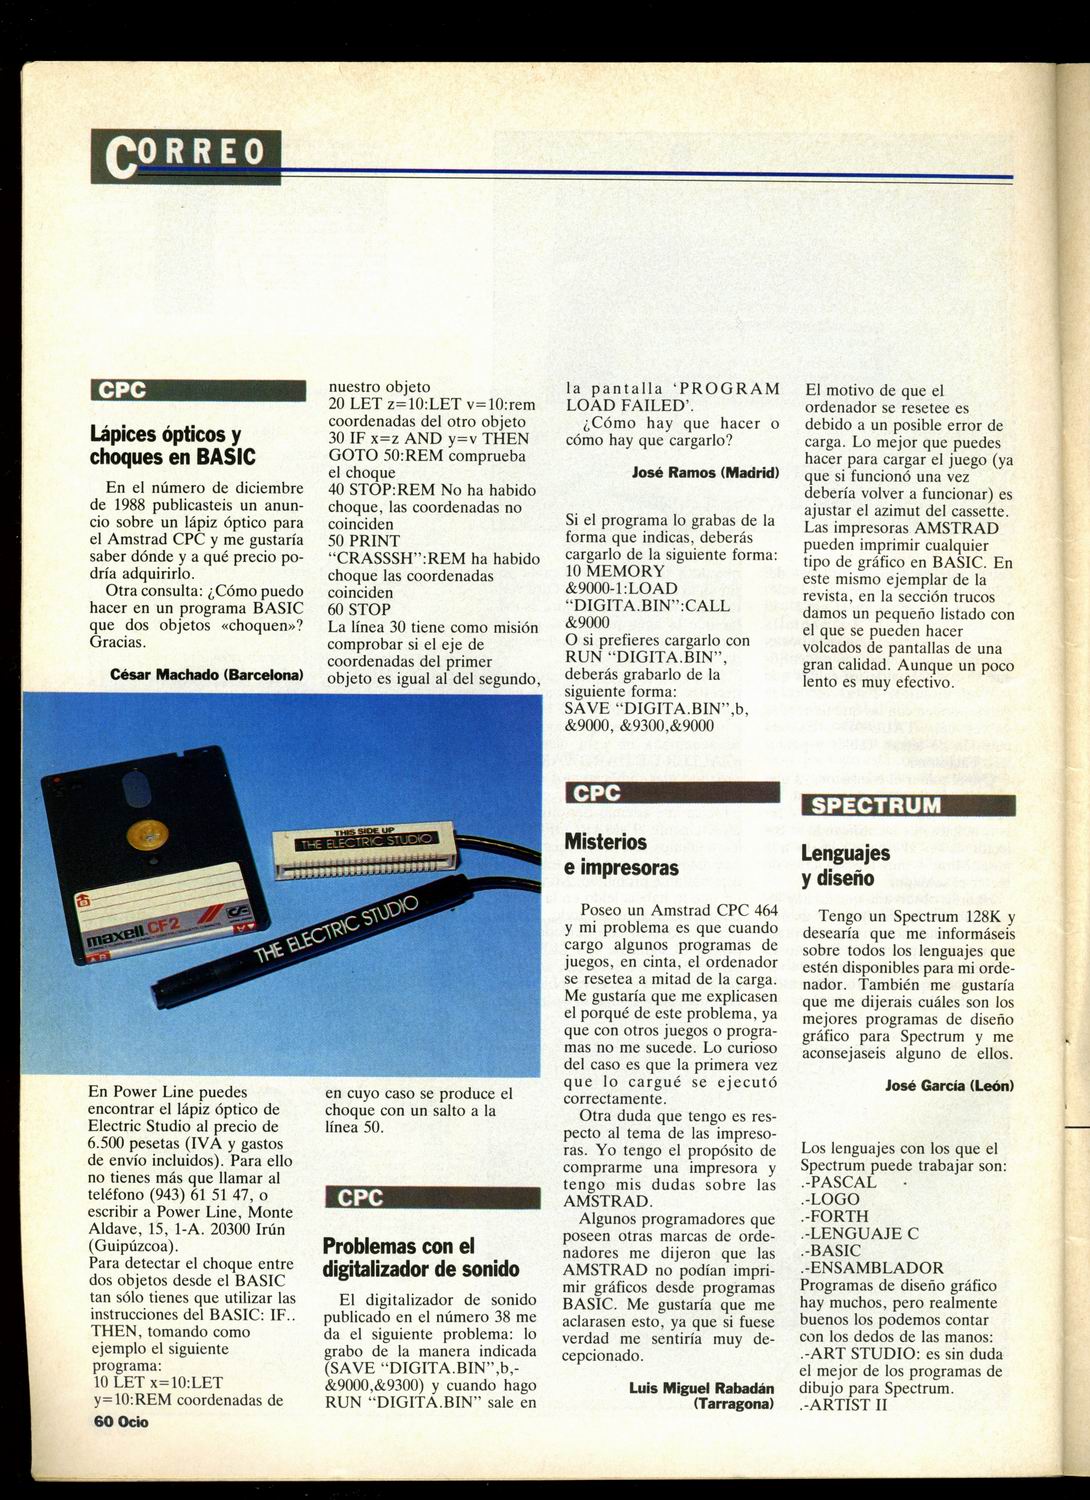 CORREO
CPC
Lápices ópticos y
choques en BASIC
En el número de diciembre
de 1988 publicasteis un anun-
cio sobre un lápiz óptico para
el Amstrad CPC y me gustaría
saber dónde y a qué precio po-
dría adquirirlo.
Otra consulta: ¿Cómo puedo
hacer en un programa BASIC
que dos objetos «choquen»?
Gracias.
César Machado (Barcelona)
THIS SIDE UP
THE ELECTRIC STUDIO
THE ELECTRIC STUDIO
maxell CF2
En Power Line puedes
encontrar el lápiz óptico de
Electric Studio al precio de
6.500 pesetas (IVA y gastos
de envío incluidos). Para ello
no tienes más que llamar al
teléfono (943) 61 51 47, o
escribir a Power Line, Monte
Aldave, 15, 1-A. 20300 Irún
(Guipúzcoa).
Para detectar el choque entre
dos objetos desde el BASIC
tan sólo tienes que utilizar las
instrucciones del BASIC: IF..
THEN, tomando como
ejemplo el siguiente
programa:
10 LET x=10:LET
y=10:REM coordenadas de
nuestro objeto
20 LET z=10:LET v=10:rem
coordenadas del otro objeto
30 IF x=z AND y=v THEN
GOTO 50:REM comprueba
el choque
40 STOP:REM No ha habido
choque, las coordenadas no
coinciden
50 PRINT
“CRASSSH”:REM ha habido
choque las coordenadas
coinciden
60 STOP
La línea 30 tiene como misión
comprobar si el eje de
coordenadas del primer
objeto es igual al del segundo,
en cuyo caso se produce el
choque con un salto a la
línea 50.
CPC
Problemas con el
digitalizador de sonido
El digitalizador de sonido
publicado en el número 38 me
da el siguiente problema: lo
grabo de la manera indicada
(SAVE “DIGITA.BIN”,b,-
&9000,&9300) y cuando hago
RUN “DIGITA.BIN” sale en
la pantalla ‘PROGRAM
LOAD FAILED’.
¿Cómo hay que hacer o
cómo hay que cargarlo?
José Ramos (Madrid)
Si el programa lo grabas de la
forma que indicas, deberás
cargarlo de la siguiente forma:
10 MEMORY
&9000-1:LOAD
“DIGITA.BIN”:CALL
&9000
O si prefieres cargarlo con
RUN “DIGITA.BIN”,
deberás grabarlo de la
siguiente forma:
SAVE “DIGITA.BIN”,b,
&9000, &9300,&9000
CPC
Misterios
e impresoras
Poseo un Amstrad CPC 464
y mi problema es que cuando
cargo algunos programas de
juegos, en cinta, el ordenador
se resetea a mitad de la carga.
Me gustaría que me explicasen
el porqué de este problema, ya
que con otros juegos o progra-
mas no me sucede. Lo curioso
del caso es que la primera vez
que lo cargué se ejecutó
correctamente.
Otra duda que tengo es res-
pecto al tema de las impreso-
ras. Yo tengo el propósito de
comprarme una impresora y
tengo mis dudas sobre las
AMSTRAD.
Algunos programadores que
poseen otras marcas de orde-
nadores me dijeron que las
AMSTRAD no podían impri-
mir gráficos desde programas
BASIC. Me gustaría que me
aclarasen esto, ya que si fuese
verdad me sentiría muy de-
cepcionado.
Luis Miguel Rabadán
(Tarragona)
El motivo de que el
ordenador se resetee es
debido a un posible error de
carga. Lo mejor que puedes
hacer para cargar el juego (ya
que si funcionó una vez
debería volver a funcionar) es
ajustar el azimut del cassette.
Las impresoras AMSTRAD
pueden imprimir cualquier
tipo de gráfico en BASIC. En
este mismo ejemplar de la
revista, en la sección trucos
damos un pequeño listado con
el que se pueden hacer
volcados de pantallas de una
gran calidad. Aunque un poco
lento es muy efectivo.
SPECTRUM
Lenguajes
y diseño
Tengo un Spectrum 128K y
desearía que me informáseis
sobre todos los lenguajes que
estén disponibles para mi orde-
nador. También me gustaría
que me dijerais cuáles son los
mejores programas de diseño
gráfico para Spectrum y me
aconsejaseis alguno de ellos.
José García (León)
Los lenguajes con los que el
Spectrum puede trabajar son:
.-PASCAL
.-LOGO
.-FORTH
.-LENGUAJE C
.-BASIC
.-ENSAMBLADOR
Programas de diseño gráfico
hay muchos, pero realmente
buenos los podemos contar
con los dedos de las manos:
.-ART STUDIO: es sin duda
el mejor de los programas de
dibujo para Spectrum.
.-ARTIST II
60 Ocio